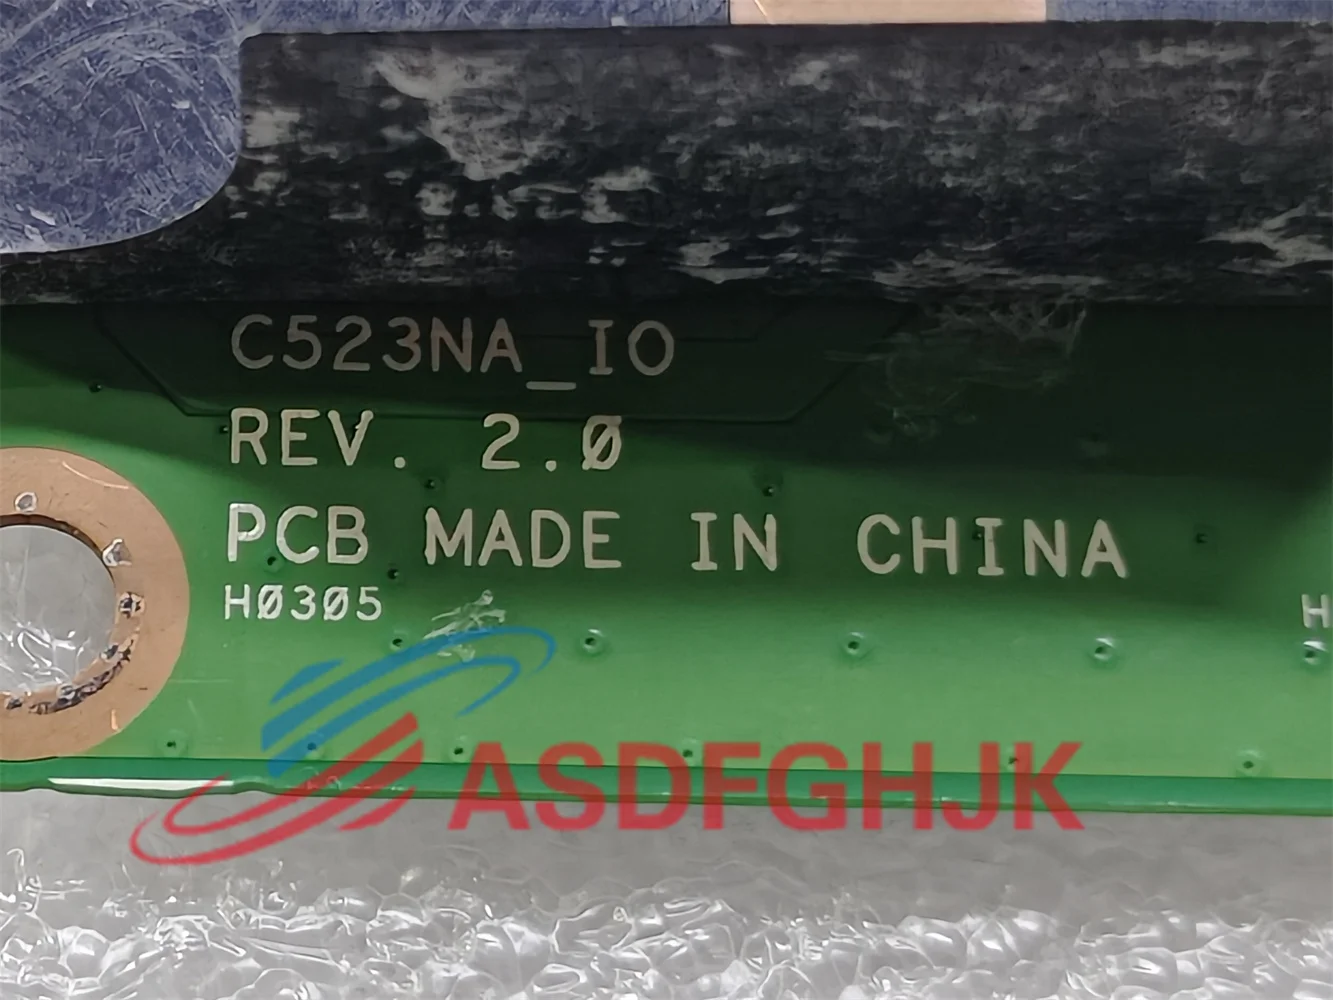 C523NA_IO
REV. 2.0
PCB MADE IN CHINA
H0305
H
ASDFGHJK